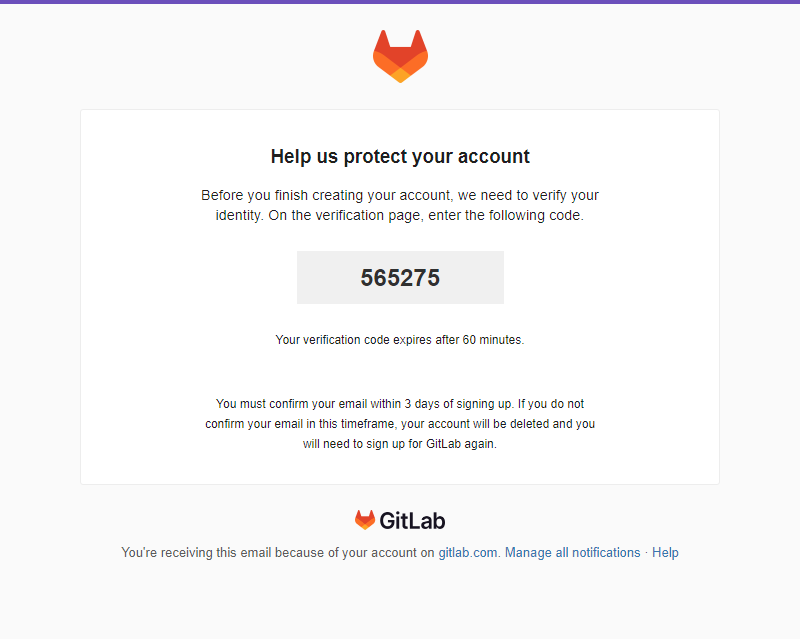 Help us protect your account
Before you finish creating your account, we need to verify your
identity. On the verification page, enter the following code.
565275
Your verification code expires after 60 minutes.
You must confirm your email within 3 days of signing up. If you do not
confirm your email in this timeframe, your account will be deleted and you
will need to sign up for GitLab again.
GitLab
You're receiving this email because of your account on gitlab.com. Manage all notifications · Help